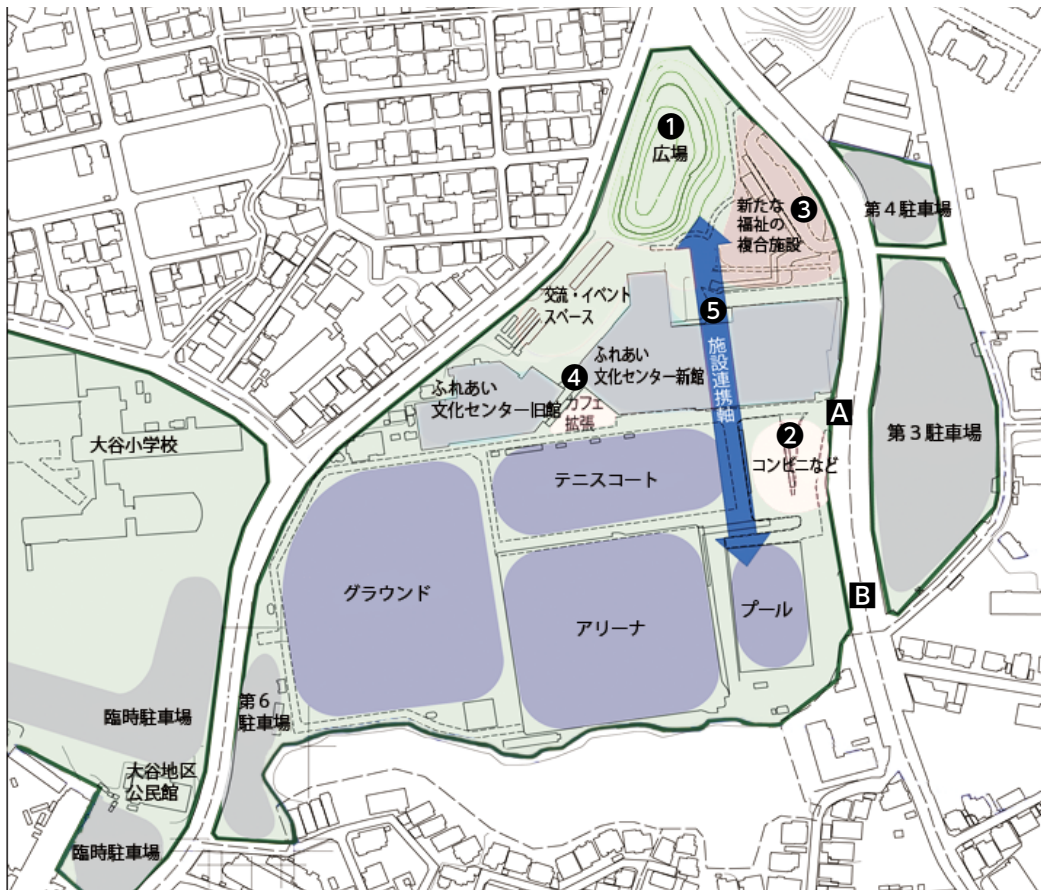 ❶
広場
新たな
福祉の
複合施設
❸
第４駐車場
交流・イベント
スペース
❺
施設連携軸
ふれあい
文化センター新館
❹
ふれあい
文化センター旧館
カフェ
拡張
A
❷
コンビニなど
第３駐車場
大谷小学校
テニスコート
グラウンド
アリーナ
プール
B
第６
駐車場
臨時駐車場
大谷地区
公民館
臨時駐車場